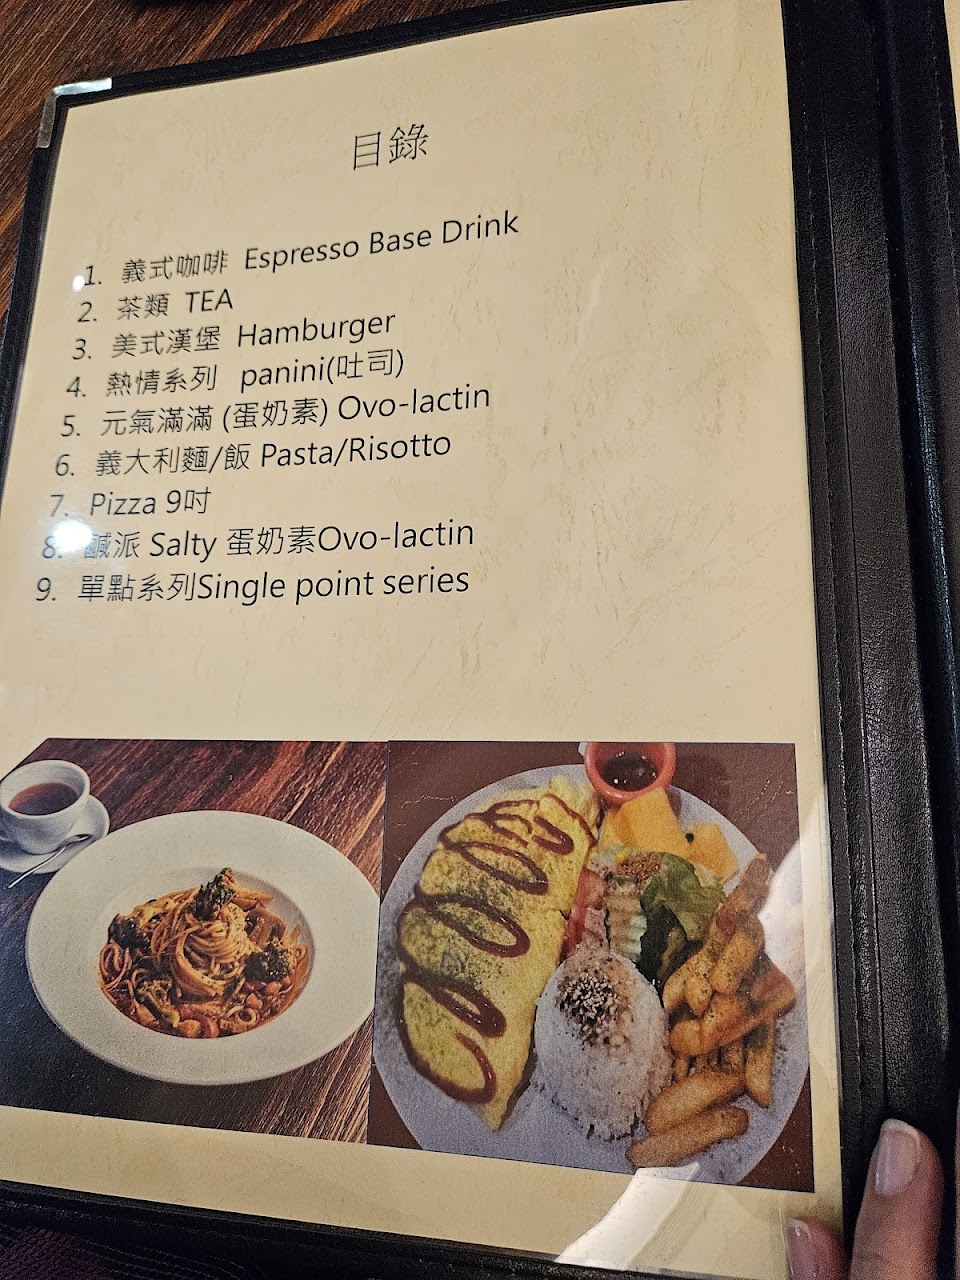 目錄
1. 義式咖啡 Espresso Base Drink
2. 茶類 TEA
3. 美式漢堡 Hamburger
4. 熱情系列 panini(吐司)
5. 元氣滿滿 (蛋奶素) Ovo-lactin
6. 義大利麵/飯 Pasta/Risotto
7. Pizza 9吋
8. 鹹派 Salty 蛋奶素Ovo-lactin
9. 單點系列Single point series